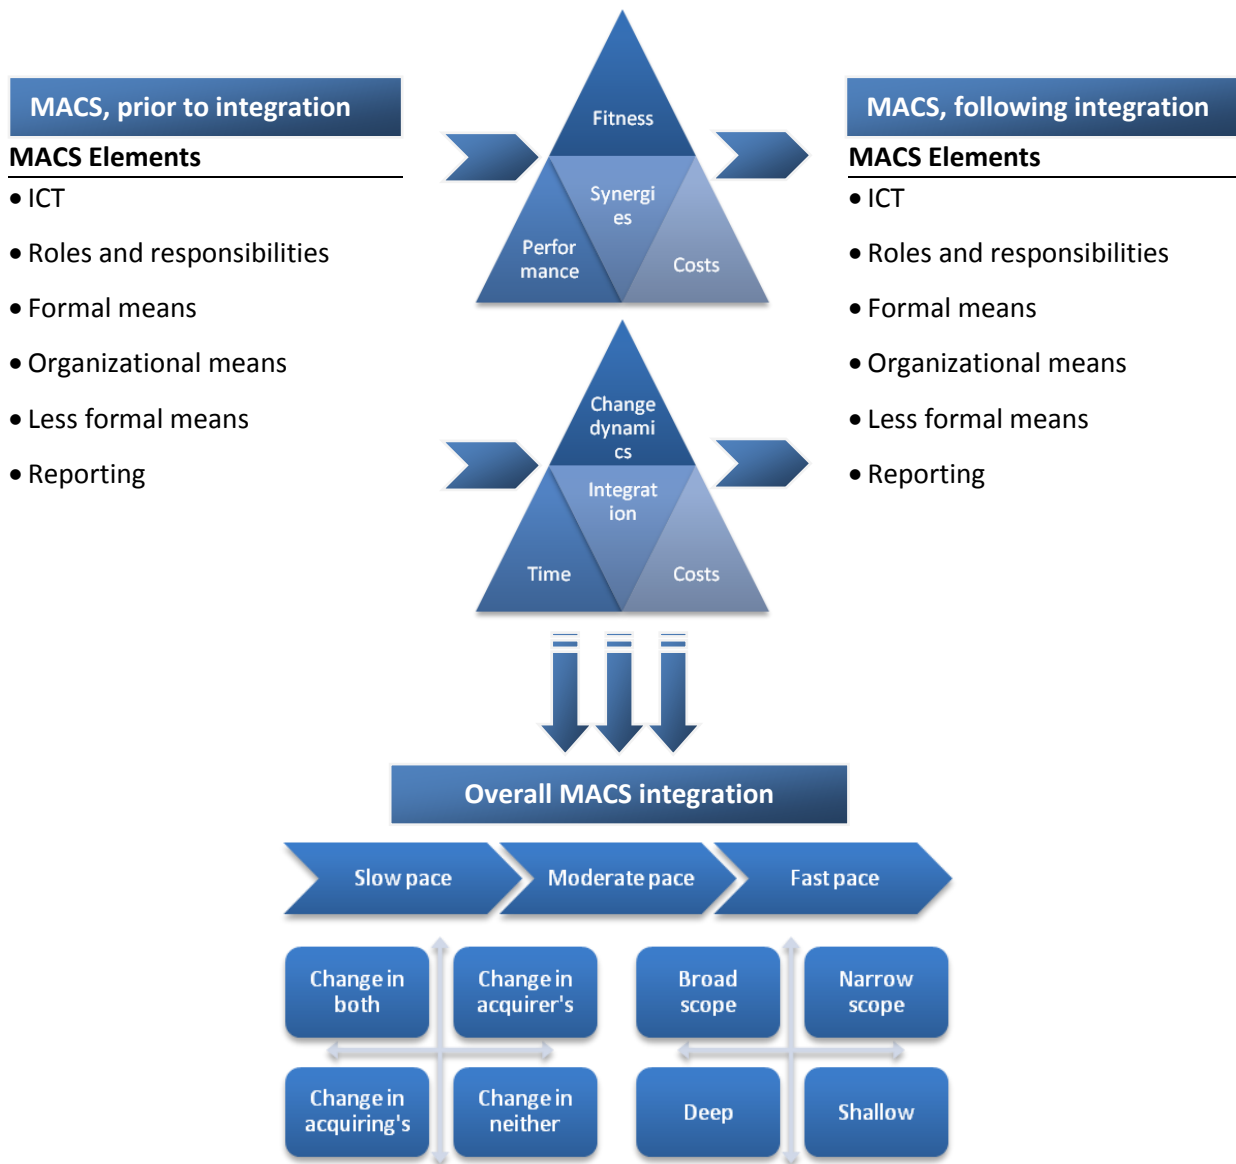 MACS, prior to integration
MACS Elements
• ICT
• Roles and responsibilities
• Formal means
• Organizational means
• Less formal means
• Reporting
Fitness
Synergi
es
Perfor
mance
Costs
Change
dynami
cs
Integrat
ion
Time
Costs
MACS, following integration
MACS Elements
• ICT
• Roles and responsibilities
• Formal means
• Organizational means
• Less formal means
• Reporting
Overall MACS integration
Slow pace
Moderate pace
Fast pace
Change in
both
Change in
acquirer's
Change in
acquiring's
Change in
neither
Broad
scope
Narrow
scope
Deep
Shallow